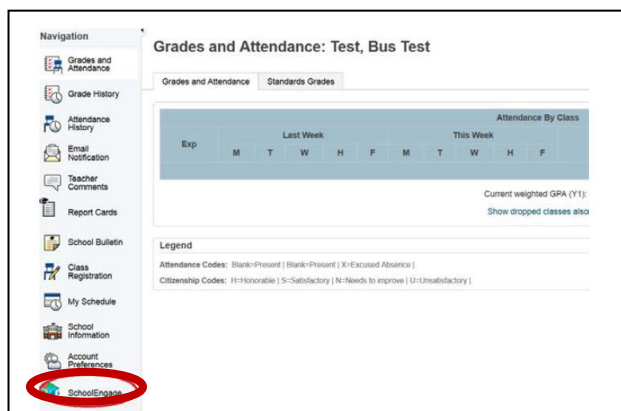 Navigation
Grades and Attendance
Grade History
Attendance History
Email Notification
Teacher Comments
Report Cards
School Bulletin
Class Registration
My Schedule
School Information
Account Preferences
SchoolEngage
Grades and Attendance: Test, Bus Test
Grades and Attendance Standards Grades
Attendance By Class
Exp Last Week This Week
M T W H F M T W H F
Current weighted GPA (Y1):
Show dropped classes also
Legend
Attendance Codes: Blank=Present | Blank=Present | X=Excused Absence |
Citizenship Codes: H=Honorable | S=Satisfactory | N=Needs to improve | U=Unsatisfactory |